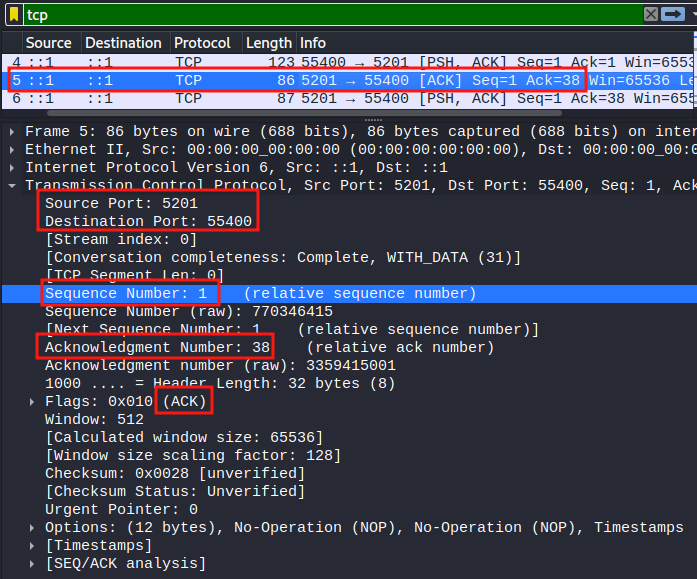 tcp
Source Destination Protocol Length Info
4 ::1 ::1 TCP 123 55400 → 5201 [PSH, ACK] Seq=1 Ack=1 Win=6553
5 ::1 ::1 TCP 86 5201 → 55400 [ACK] Seq=1 Ack=38 Win=65536 Le
6 ::1 ::1 TCP 87 5201 → 55400 [PSH, ACK] Seq=1 Ack=38 Win=655
Frame 5: 86 bytes on wire (688 bits), 86 bytes captured (688 bits) on inter
Ethernet II, Src: 00:00:00_00:00:00 (00:00:00:00:00:00), Dst: 00:00:00_00:0
Internet Protocol Version 6, Src: ::1, Dst: ::1
Transmission Control Protocol, Src Port: 5201, Dst Port: 55400, Seq: 1, Ack
Source Port: 5201
Destination Port: 55400
[Stream index: 0]
[Conversation completeness: Complete, WITH_DATA (31)]
[TCP Segment Len: 0]
Sequence Number: 1 (relative sequence number)
Sequence Number (raw): 770346415
[Next Sequence Number: 1 (relative sequence number)]
Acknowledgment Number: 38 (relative ack number)
Acknowledgment number (raw): 3359415001
1000 .... = Header Length: 32 bytes (8)
Flags: 0x010 (ACK)
Window: 512
[Calculated window size: 65536]
[Window size scaling factor: 128]
Checksum: 0x0028 [unverified]
[Checksum Status: Unverified]
Urgent Pointer: 0
Options: (12 bytes), No-Operation (NOP), No-Operation (NOP), Timestamps
[Timestamps]
[SEQ/ACK analysis]